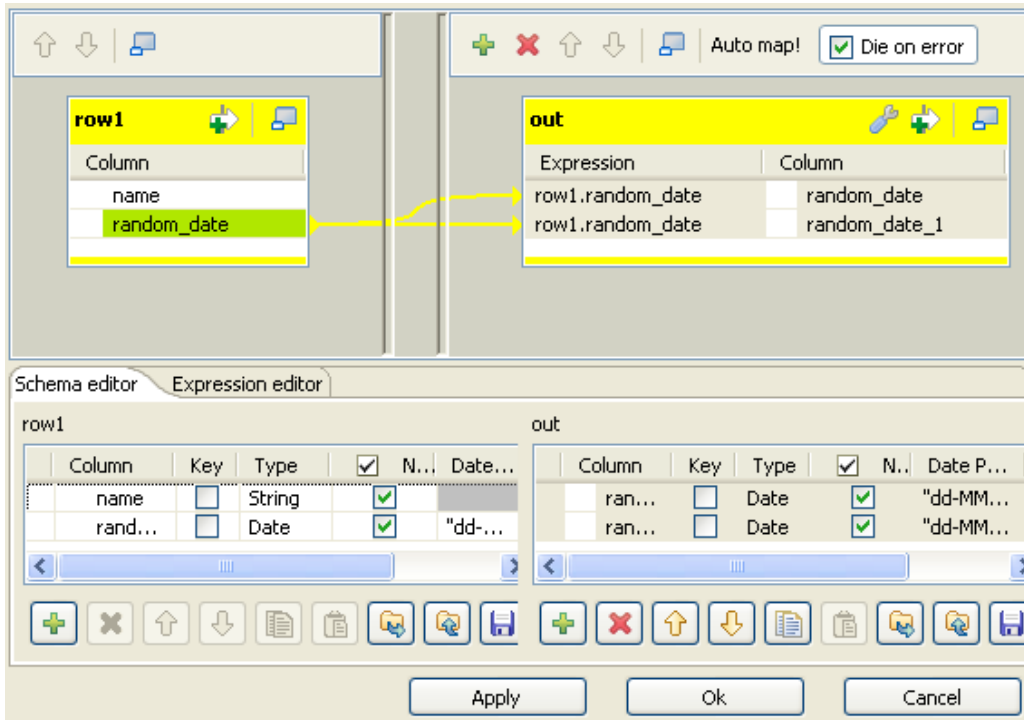 Auto map! Die on error
row1
Column
name
random_date
out
Expression Column
row1.random_date random_date
row1.random_date random_date_1
Schema editor Expression editor
row1
Column Key Type N... Date...
name String
rand... Date "dd-...
out
Column Key Type N.. Date P...
ran... Date "dd-MM...
ran... Date "dd-MM...
Apply Ok Cancel